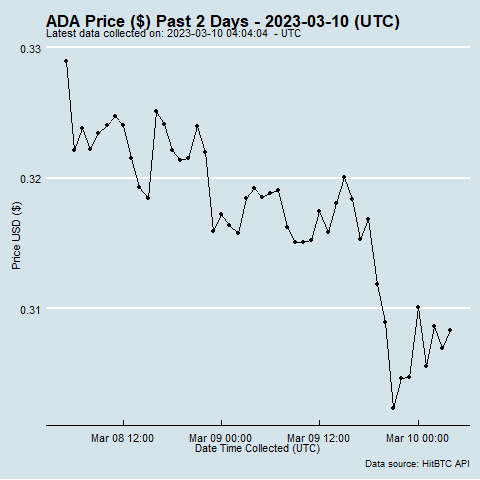 ADA Price ($) Past 2 Days - 2023-03-10 (UTC)
Latest data collected on: 2023-03-10 04:04:04  - UTC
0.33
0.32
0.31
Price USD ($)
Mar 08 12:00 Mar 09 00:00 Mar 09 12:00 Mar 10 00:00
Date Time Collected (UTC)
Data source: HitBTC API